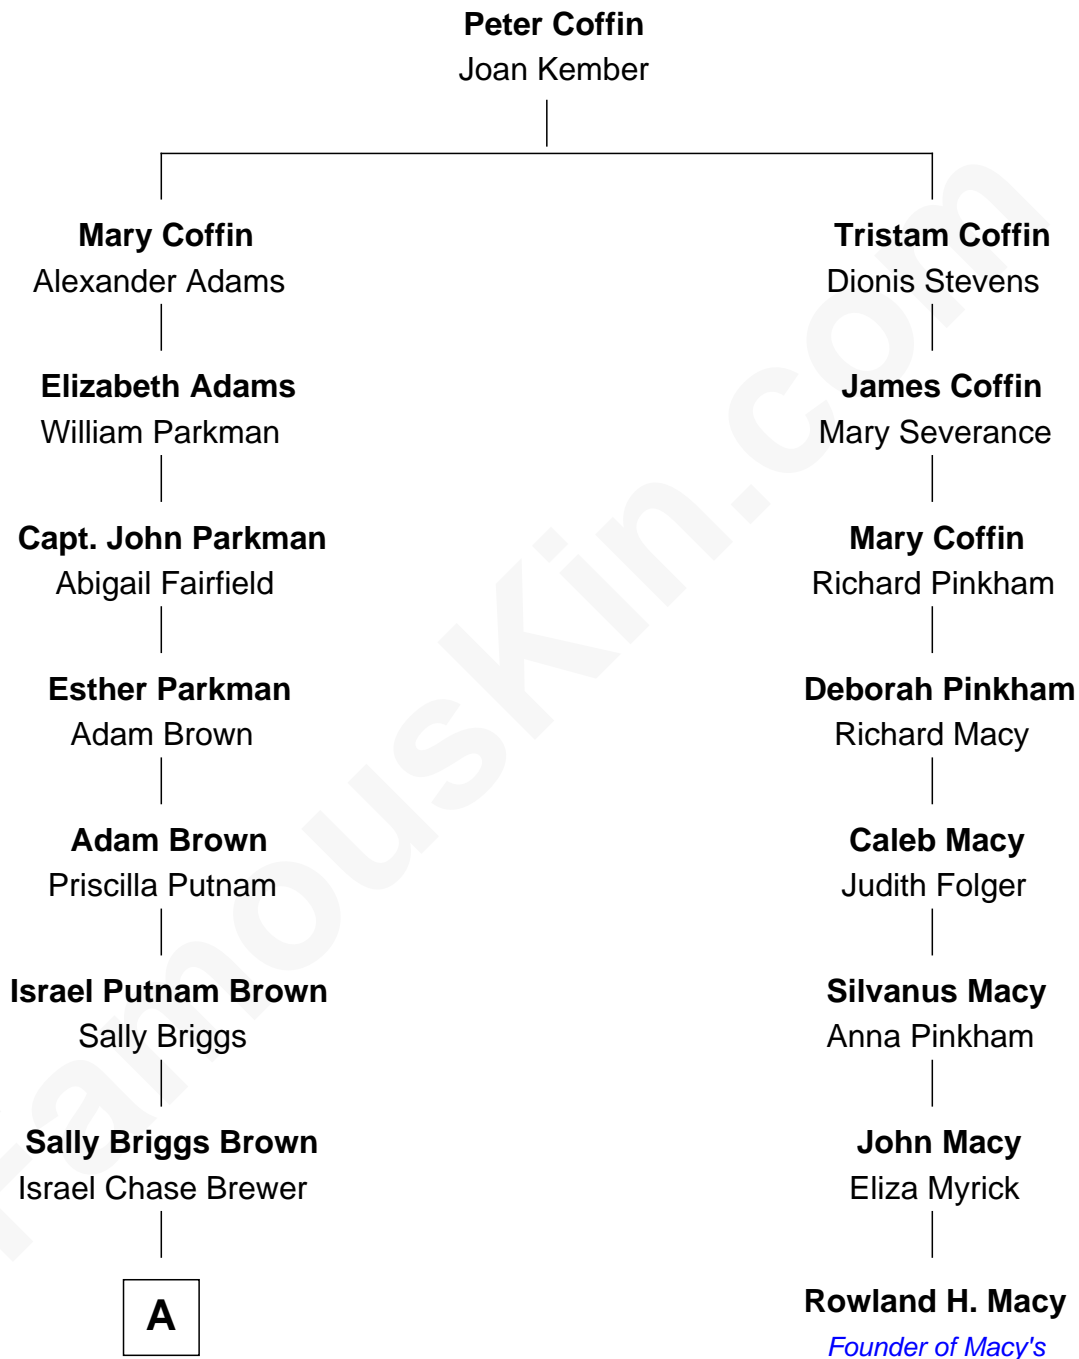 Peter Coffin
Joan Kember
Mary Coffin
Alexander Adams
Tristam Coffin
Dionis Stevens
Elizabeth Adams
William Parkman
James Coffin
Mary Severance
Capt. John Parkman
Abigail Fairfield
Mary Coffin
Richard Pinkham
Esther Parkman
Adam Brown
Deborah Pinkham
Richard Macy
Adam Brown
Priscilla Putnam
Caleb Macy
Judith Folger
Israel Putnam Brown
Sally Briggs
Silvanus Macy
Anna Pinkham
Sally Briggs Brown
Israel Chase Brewer
John Macy
Eliza Myrick
A
Rowland H. Macy
Founder of Macy's
FamousKin.com